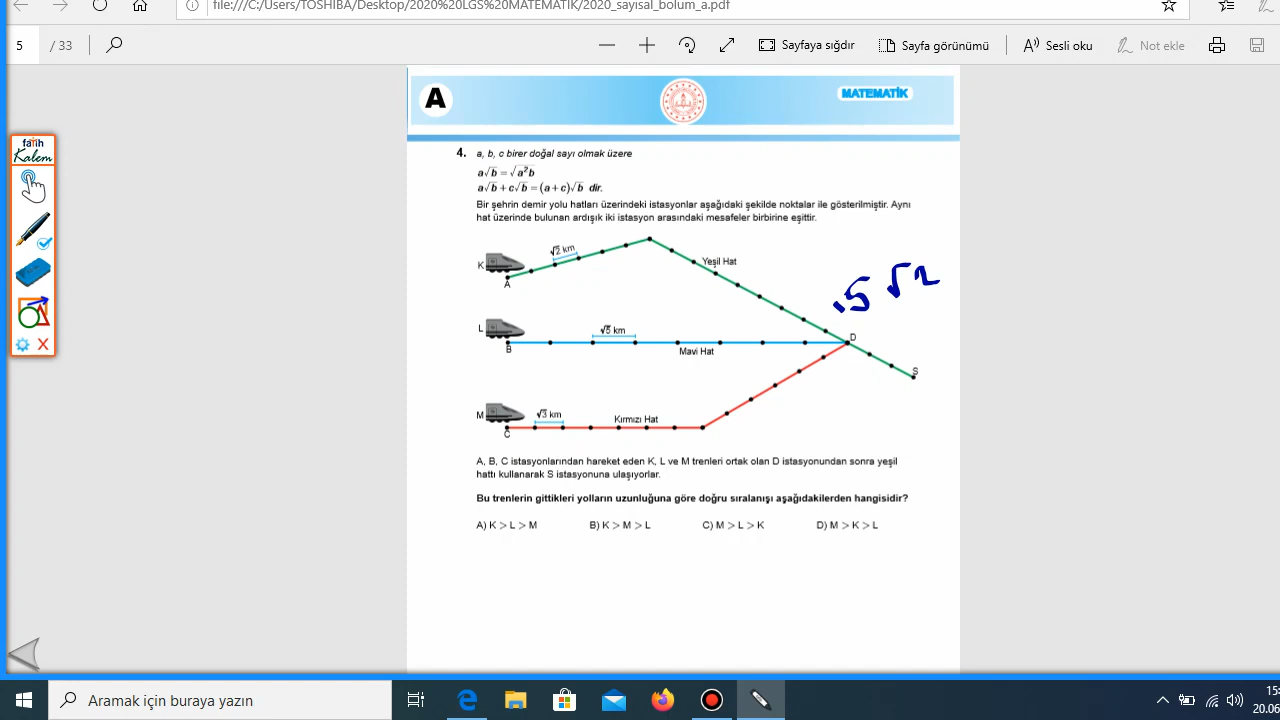 file:///C:/Users/TOSHIBA/Desktop/2020%20LGS%20MATEMATIK/2020_sayısal_bolum_a.pdf
5 / 33
Sayfaya sığdır
Sayfa görünümü
Sesli oku
Not ekle
fatih
Kalem
A
MATEMATİK
4. a, b, c birer doğal sayı olmak üzere
a√b = √a²b
a√b + c√b = (a + c)√b dir.
Bir şehrin demir yolu hatları üzerindeki istasyonlar aşağıdaki şekilde noktalar ile gösterilmiştir. Aynı
hat üzerinde bulunan ardışık iki istasyon arasındaki mesafeler birbirine eşittir.
K
√2 km
A
Yeşil Hat
.5 √2
L
√5 km
B
Mavi Hat
D
S
M
√3 km
C
Kırmızı Hat
A, B, C istasyonlarından hareket eden K, L ve M trenleri ortak olan D istasyonundan sonra yeşil
hattı kullanarak S istasyonuna ulaşıyorlar.
Bu trenlerin gittikleri yolların uzunluğuna göre doğru sıralanışı aşağıdakilerden hangisidir?
A) K > L > M B) K > M > L C) M > L > K D) M > K > L
Aramak için buraya yazın
20.06